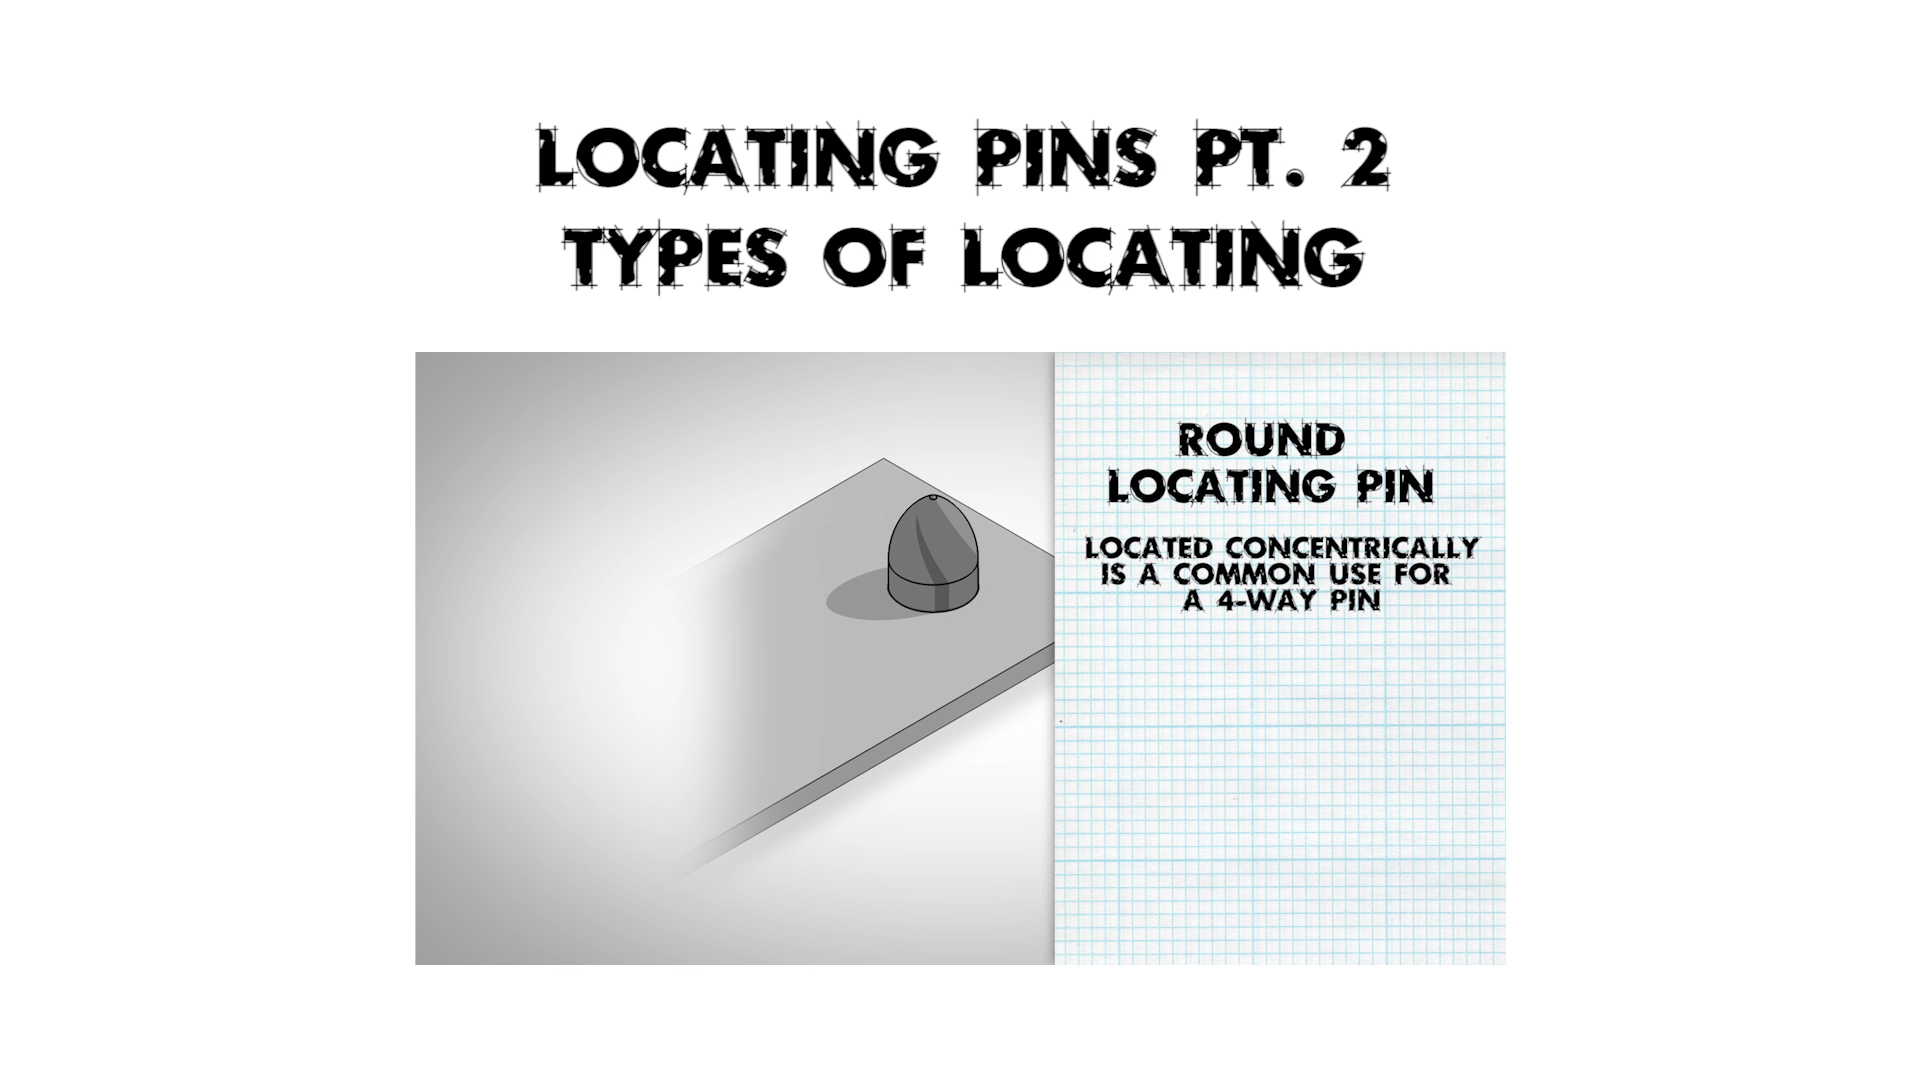 LOCATING PINS PT. 2
TYPES OF LOCATING
ROUND
LOCATING PIN
LOCATED CONCENTRICALLY
IS A COMMON USE FOR
A 4-WAY PIN